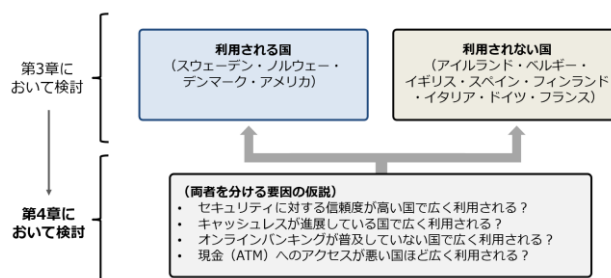 第3章に
おいて検討
利用される国
（スウェーデン・ノルウェー・
デンマーク・アメリカ）
利用されない国
（アイルランド・ベルギー・
イギリス・スペイン・フィンランド
・イタリア・ドイツ・フランス）
第4章に
おいて検討
（両者を分ける要因の仮説）
• セキュリティに対する信頼度が高い国で広く利用される？
• キャッシュレスが進展している国で広く利用される？
• オンラインバンキングが普及していない国で広く利用される？
• 現金（ATM）へのアクセスが悪い国ほど広く利用される？